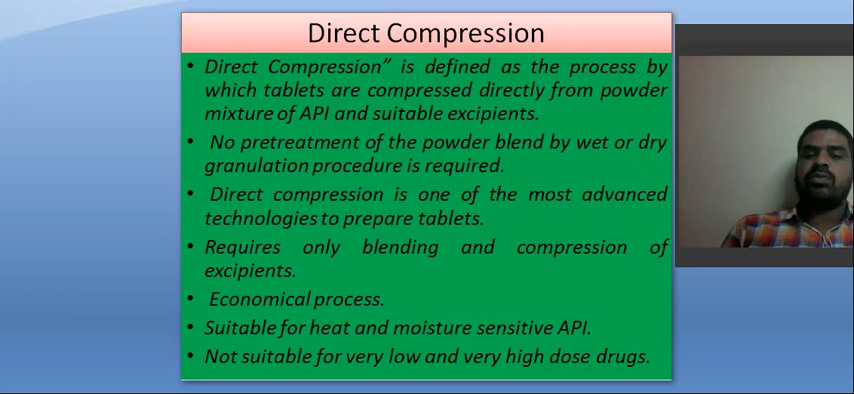 Direct Compression
• Direct Compression” is defined as the process by
which tablets are compressed directly from powder
mixture of API and suitable excipients.
• No pretreatment of the powder blend by wet or dry
granulation procedure is required.
• Direct compression is one of the most advanced
technologies to prepare tablets.
• Requires only blending and compression of
excipients.
• Economical process.
• Suitable for heat and moisture sensitive API.
• Not suitable for very low and very high dose drugs.